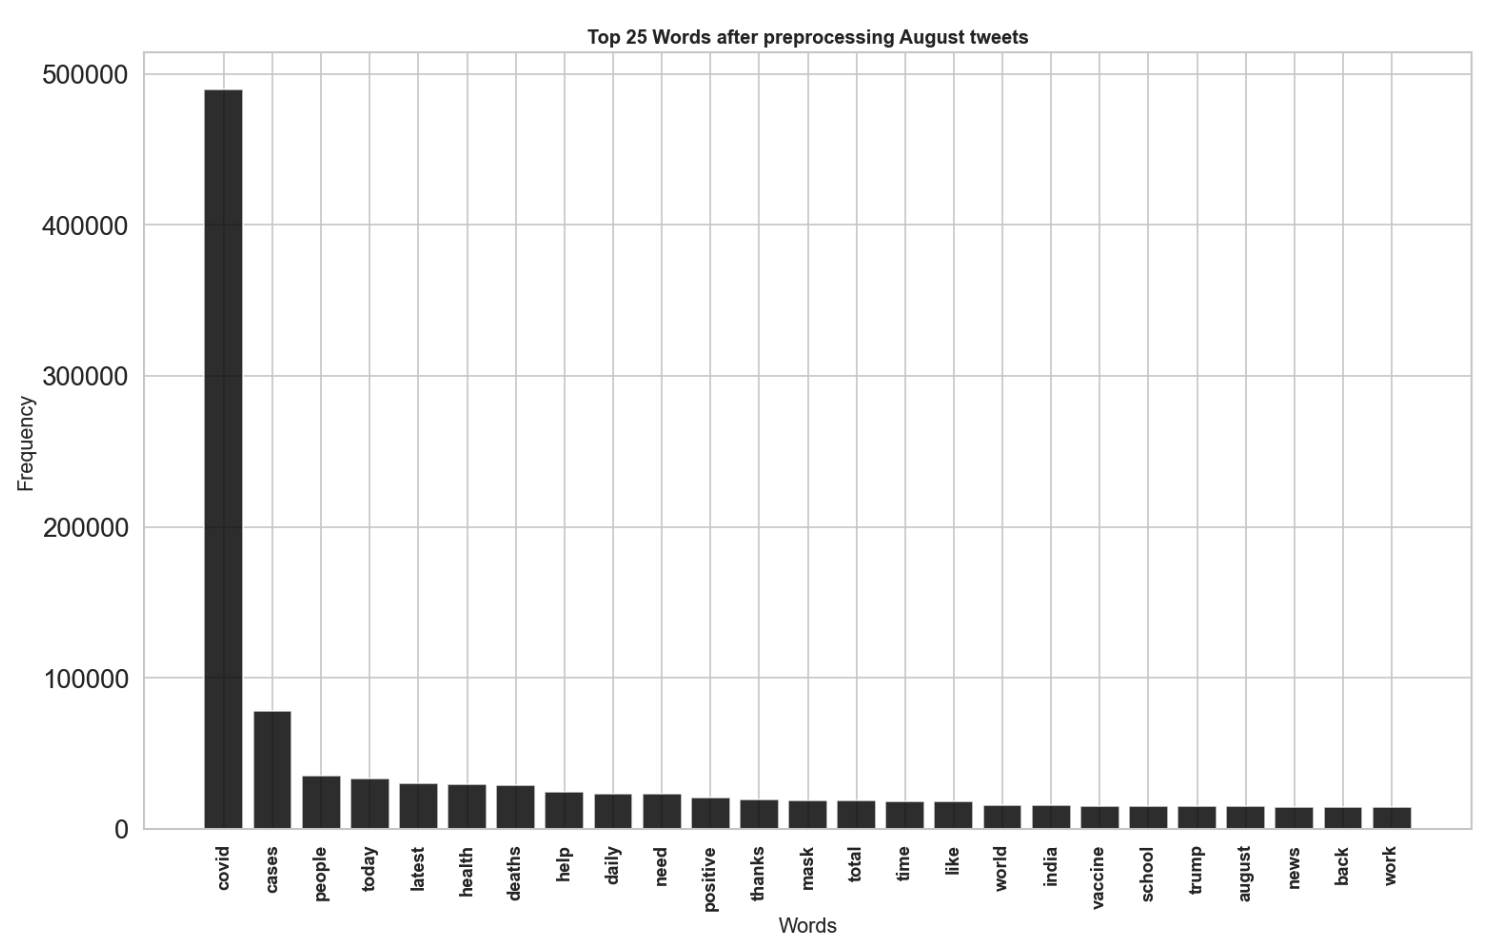 Top 25 Words after preprocessing August tweets
500000
400000
300000
200000
100000
0
Frequency
covid
cases
people
today
latest
health
deaths
help
daily
need
positive
thanks
mask
total
time
like
world
india
vaccine
school
trump
august
news
back
work
Words